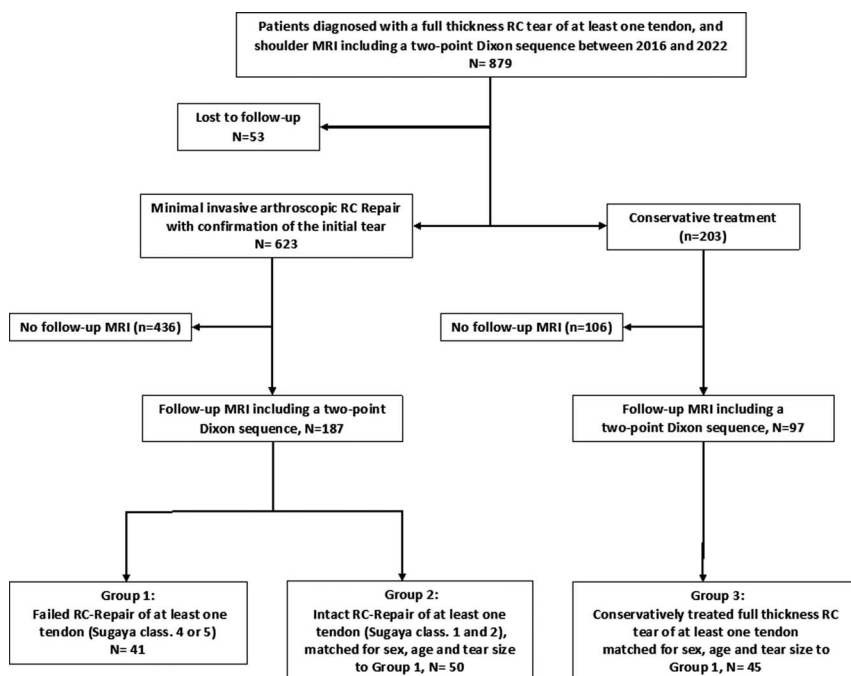 Patients diagnosed with a full thickness RC tear of at least one tendon, and
shoulder MRI including a two-point Dixon sequence between 2016 and 2022
N= 879
Lost to follow-up
N=53
Minimal invasive arthroscopic RC Repair
with confirmation of the initial tear
N= 623
Conservative treatment
(n=203)
No follow-up MRI (n=436)
No follow-up MRI (n=106)
Follow-up MRI including a two-point
Dixon sequence, N=187
Follow-up MRI including a
two-point Dixon sequence, N=97
Group 1:
Failed RC-Repair of at least one
tendon (Sugaya class. 4 or 5)
N= 41
Group 2:
Intact RC-Repair of at least one
tendon (Sugaya class. 1 and 2),
matched for sex, age and tear size
to Group 1, N= 50
Group 3:
Conservatively treated full thickness RC
tear of at least one tendon
matched for sex, age and tear size to
Group 1, N= 45